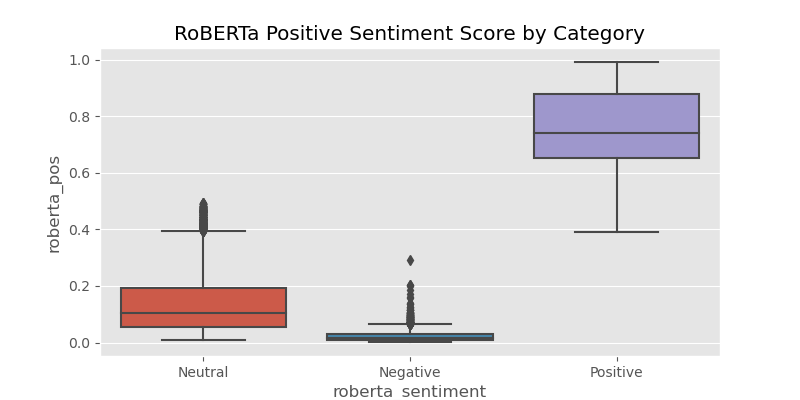 RoBERTa Positive Sentiment Score by Category
1.0
0.8
0.6
0.4
0.2
0.0
roberta_pos
Neutral
Negative
Positive
roberta_sentiment